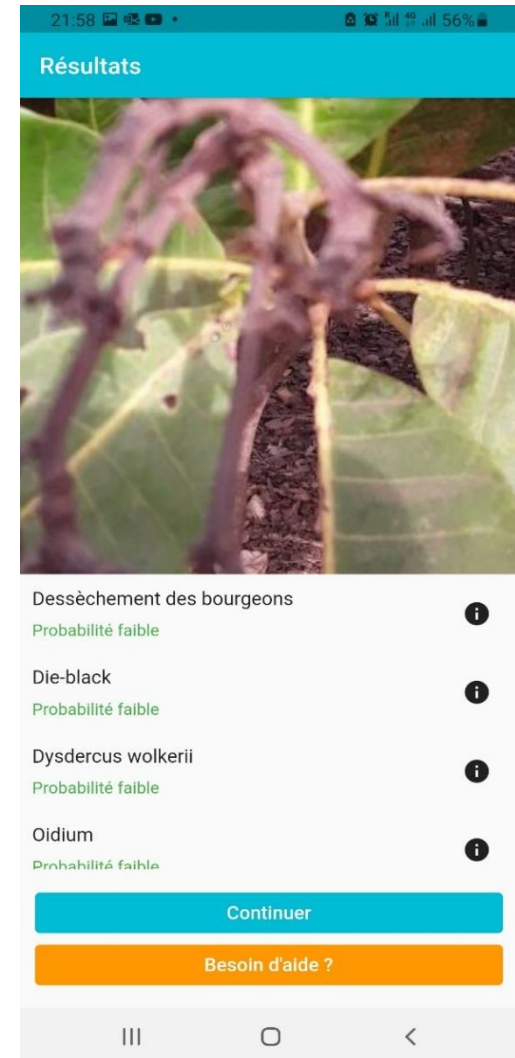 21:58
56%
Résultats
Dessèchement des bourgeons
Probabilité faible
Die-black
Probabilité faible
Dysdercus wolkerii
Probabilité faible
Oidium
Probabilité faible
Continuer
Besoin d'aide ?